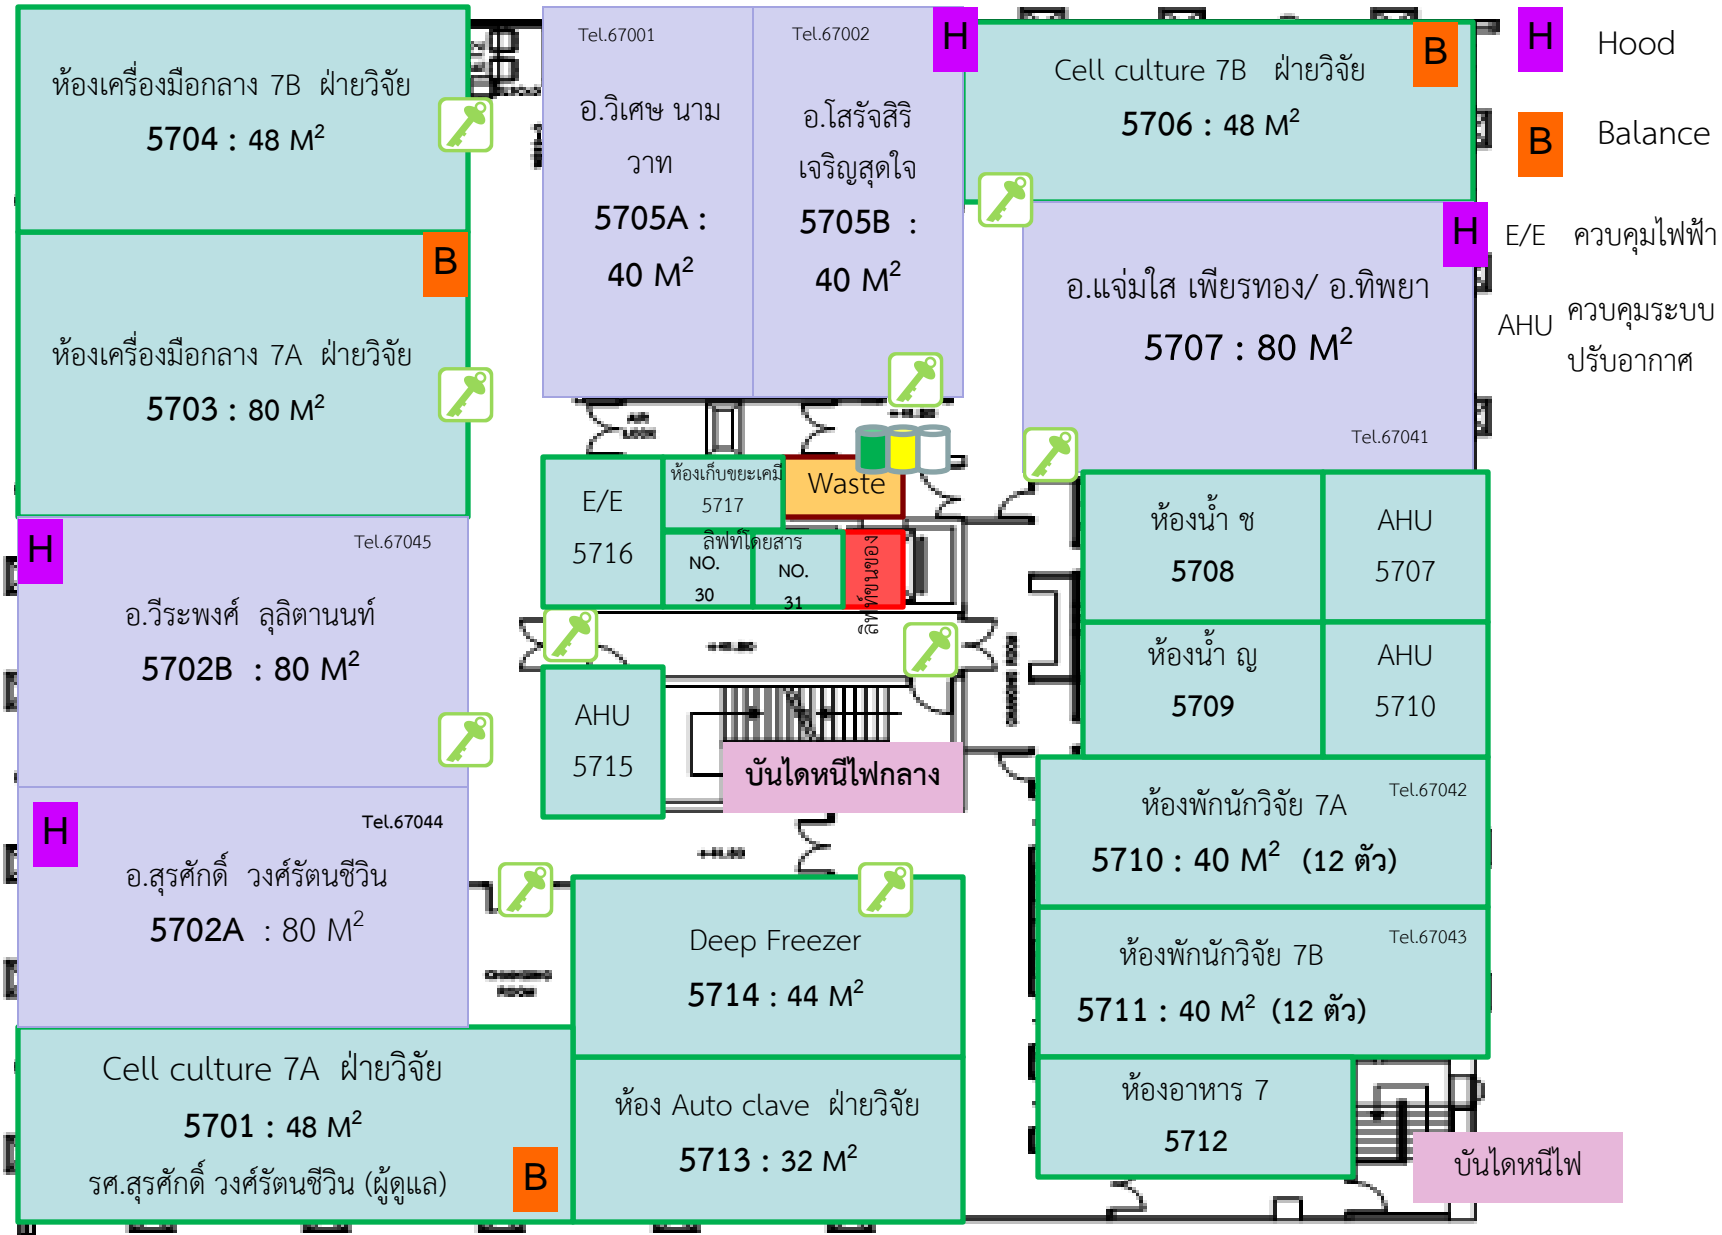 ห้องเครื่องมือกลาง 7B ฝ่ายวิจัย
5704 : 48 M²
B
ห้องเครื่องมือกลาง 7A ฝ่ายวิจัย
5703 : 80 M²
H
Tel.67045
อ.วีระพงศ์ ลุลิตานนท์
5702B : 80 M²
H
Tel.67044
อ.สุรศักดิ์ วงศ์รัตนชีวิน
5702A : 80 M²
Cell culture 7A ฝ่ายวิจัย
5701 : 48 M²
รศ.สุรศักดิ์ วงศ์รัตนชีวิน (ผู้ดูแล)
B
Tel.67001
อ.วิเศษ นาม
วาท
5705A :
40 M²
Tel.67002
อ.โสรัจสิริ
เจริญสุดใจ
5705B :
40 M²
H
Cell culture 7B ฝ่ายวิจัย
5706 : 48 M²
B
H
อ.แจ่มใส เพียรทอง/ อ.ทิพยา
5707 : 80 M²
Tel.67041
H Hood
B Balance
E/E ควบคุมไฟฟ้า
AHU ควบคุมระบบ
ปรับอากาศ
AIR
LOCK
E/E
5716
ห้องเก็บขยะเคมี
5717
Waste
ลิฟท์โดยสาร
NO.
30
NO.
31
ลิฟท์ขนของ
AHU
5715
บันไดหนีไฟกลาง
CHANGING ROOM
CHANGING
ROOM
ห้องน้ำ ช
5708
AHU
5707
ห้องน้ำ ญ
5709
AHU
5710
Tel.67042
ห้องพักนักวิจัย 7A
5710 : 40 M² (12 ตัว)
Tel.67043
ห้องพักนักวิจัย 7B
5711 : 40 M² (12 ตัว)
ห้องอาหาร 7
5712
บันไดหนีไฟ
Deep Freezer
5714 : 44 M²
ห้อง Auto clave ฝ่ายวิจัย
5713 : 32 M²